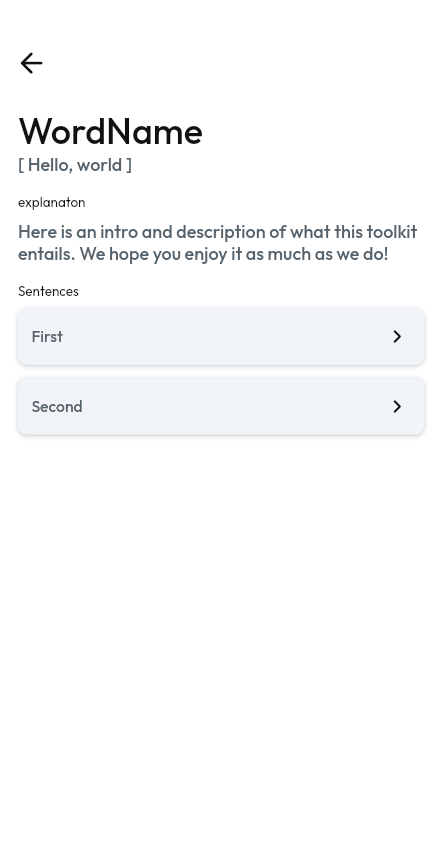 WordName
[ Hello, world ]
explanaton
Here is an intro and description of what this toolkit
entails. We hope you enjoy it as much as we do!
Sentences
First
Second